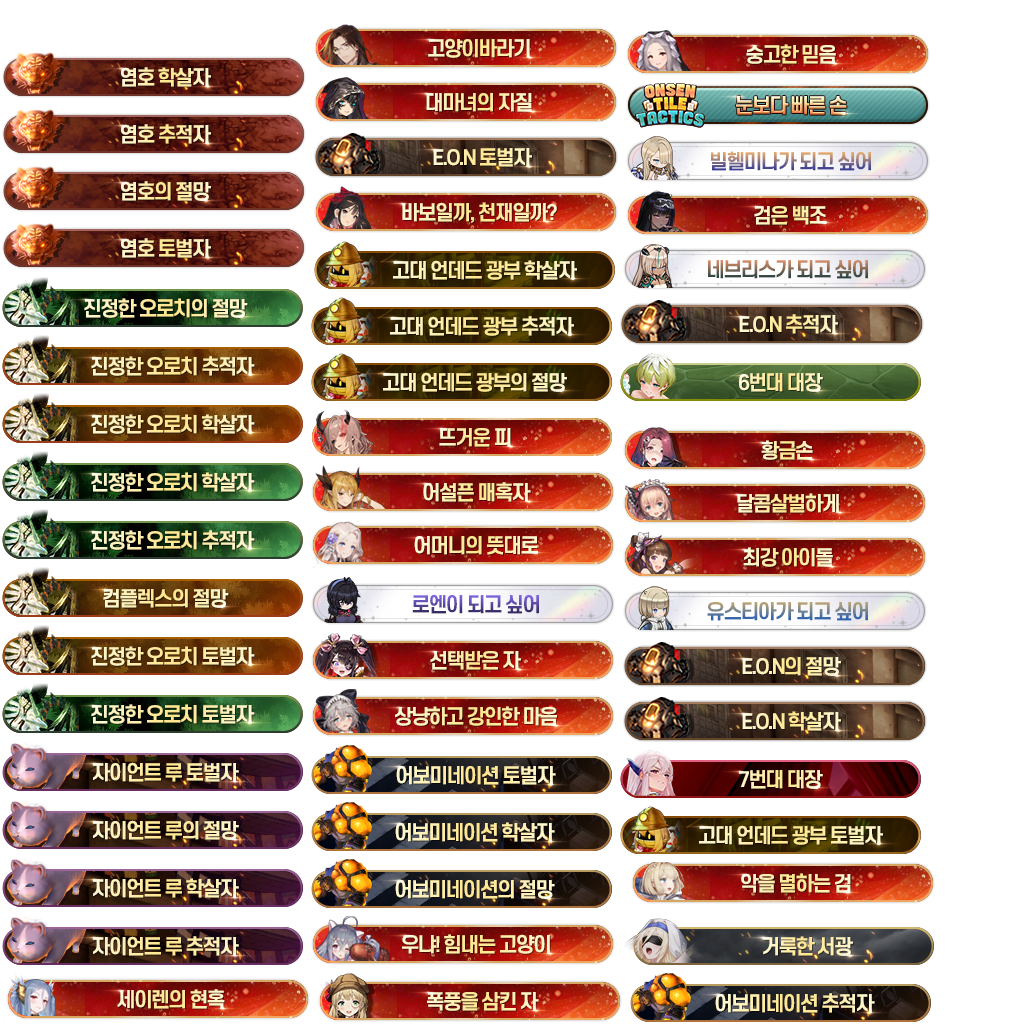 염호 학살자
염호 추적자
염호의 절망
염호 토벌자
진정한 오로치의 절망
진정한 오로치 추적자
진정한 오로치 학살자
진정한 오로치 학살자
진정한 오로치 추적자
컴플렉스의 절망
진정한 오로치 토벌자
진정한 오로치 토벌자
자이언트 루 토벌자
자이언트 루의 절망
자이언트 루 학살자
자이언트 루 추적자
세이렌의 현혹
고양이바라기
대마녀의 자질
E.O.N 토벌자
바보일까, 천재일까?
고대 언데드 광부 학살자
고대 언데드 광부 추적자
고대 언데드 광부의 절망
뜨거운 피
어설픈 매혹자
어머니의 뜻대로
로엔이 되고 싶어
선택받은 자
상냥하고 강인한 마음
어보미네이션 토벌자
어보미네이션 학살자
어보미네이션의 절망
우냐! 힘내는 고양이
폭풍을 삼킨 자
숭고한 믿음
ONSEN
TILE
TACTICS
눈보다 빠른 손
빌헬미나가 되고 싶어
검은 백조
네브리스가 되고 싶어
E.O.N 추적자
6번대 대장
황금손
달콤살벌하게
최강 아이돌
유스티아가 되고 싶어
E.O.N의 절망
E.O.N 학살자
7번대 대장
고대 언데드 광부 토벌자
악을 멸하는 검
거룩한 서광
어보미네이션 추적자